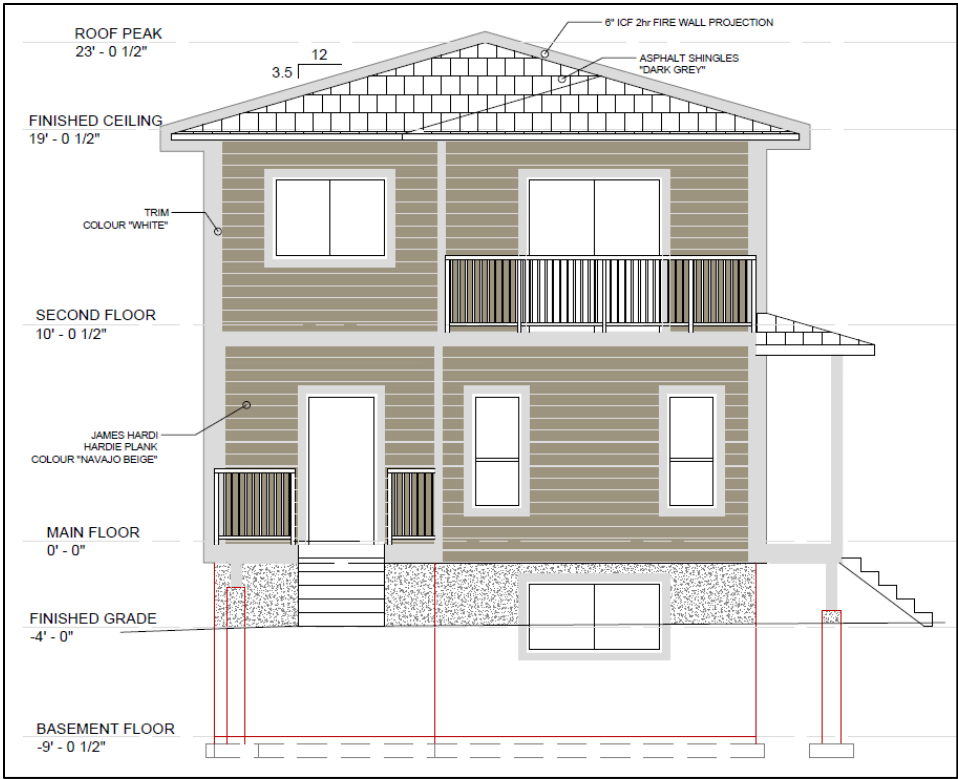 ROOF PEAK
23' - 0 1/2"
6" ICF 2hr FIRE WALL PROJECTION
12
3.5
ASPHALT SHINGLES
"DARK GREY"
FINISHED CEILING
19' - 0 1/2"
TRIM
COLOUR "WHITE"
SECOND FLOOR
10' - 0 1/2"
JAMES HARDI
HARDIE PLANK
COLOUR "NAVAJO BEIGE"
MAIN FLOOR
0' - 0"
FINISHED GRADE
-4' - 0"
BASEMENT FLOOR
-9' - 0 1/2"